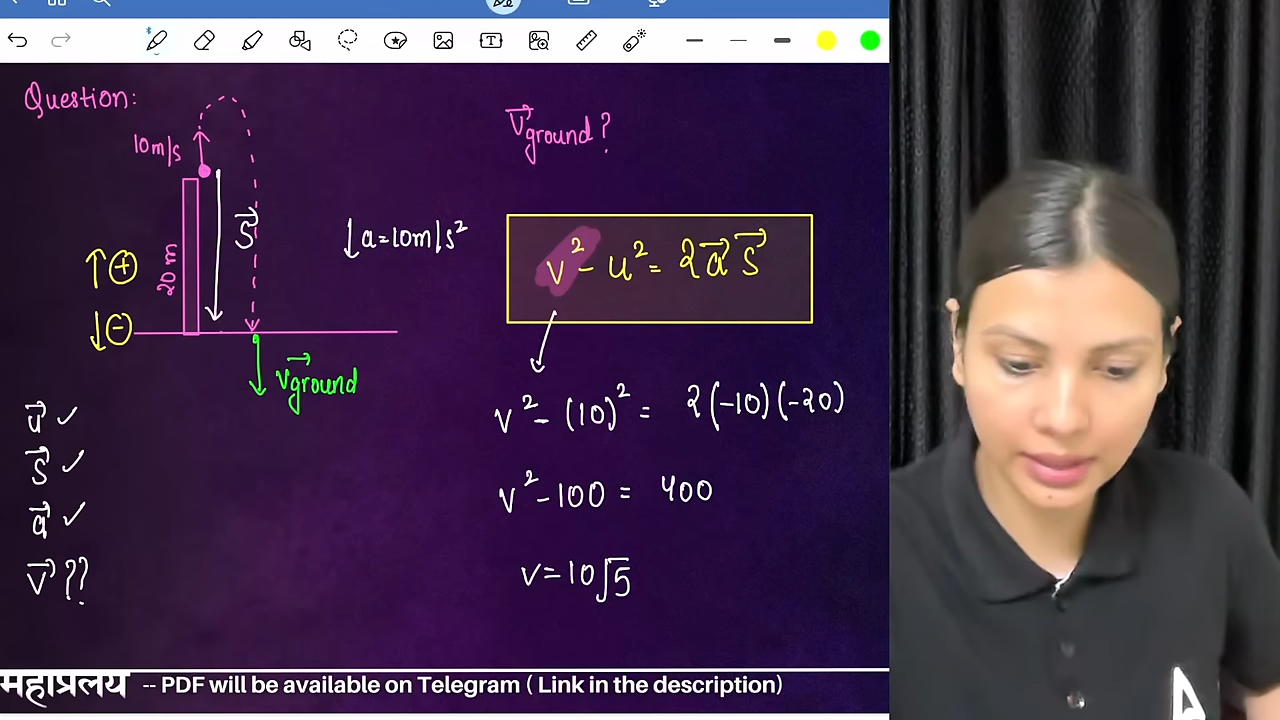 Question:
10m/s
20 m
S⃗
↑⊕
↓⊖
↓a=10m/s²
v⃗ground
u⃗ ✓
s⃗ ✓
a⃗ ✓
v⃗ ??
V⃗ground?
v² - u² = 2a⃗ s⃗
v² - (10)² = 2(-10)(-20)
v² - 100 = 400
v = 10√5
महाप्रलय -- PDF will be available on Telegram ( Link in the description)